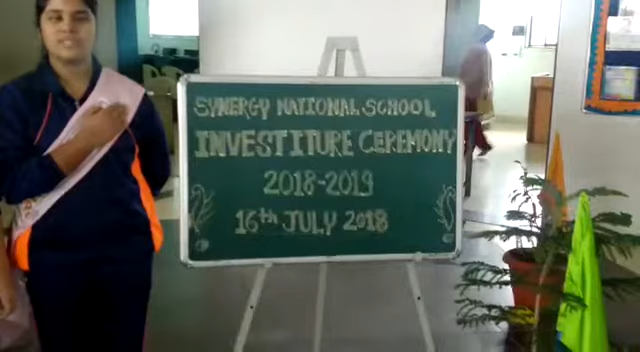 SYNERGY NATIONAL SCHOOL
INVESTITURE CEREMONY
2018-2019
16th JULY 2018